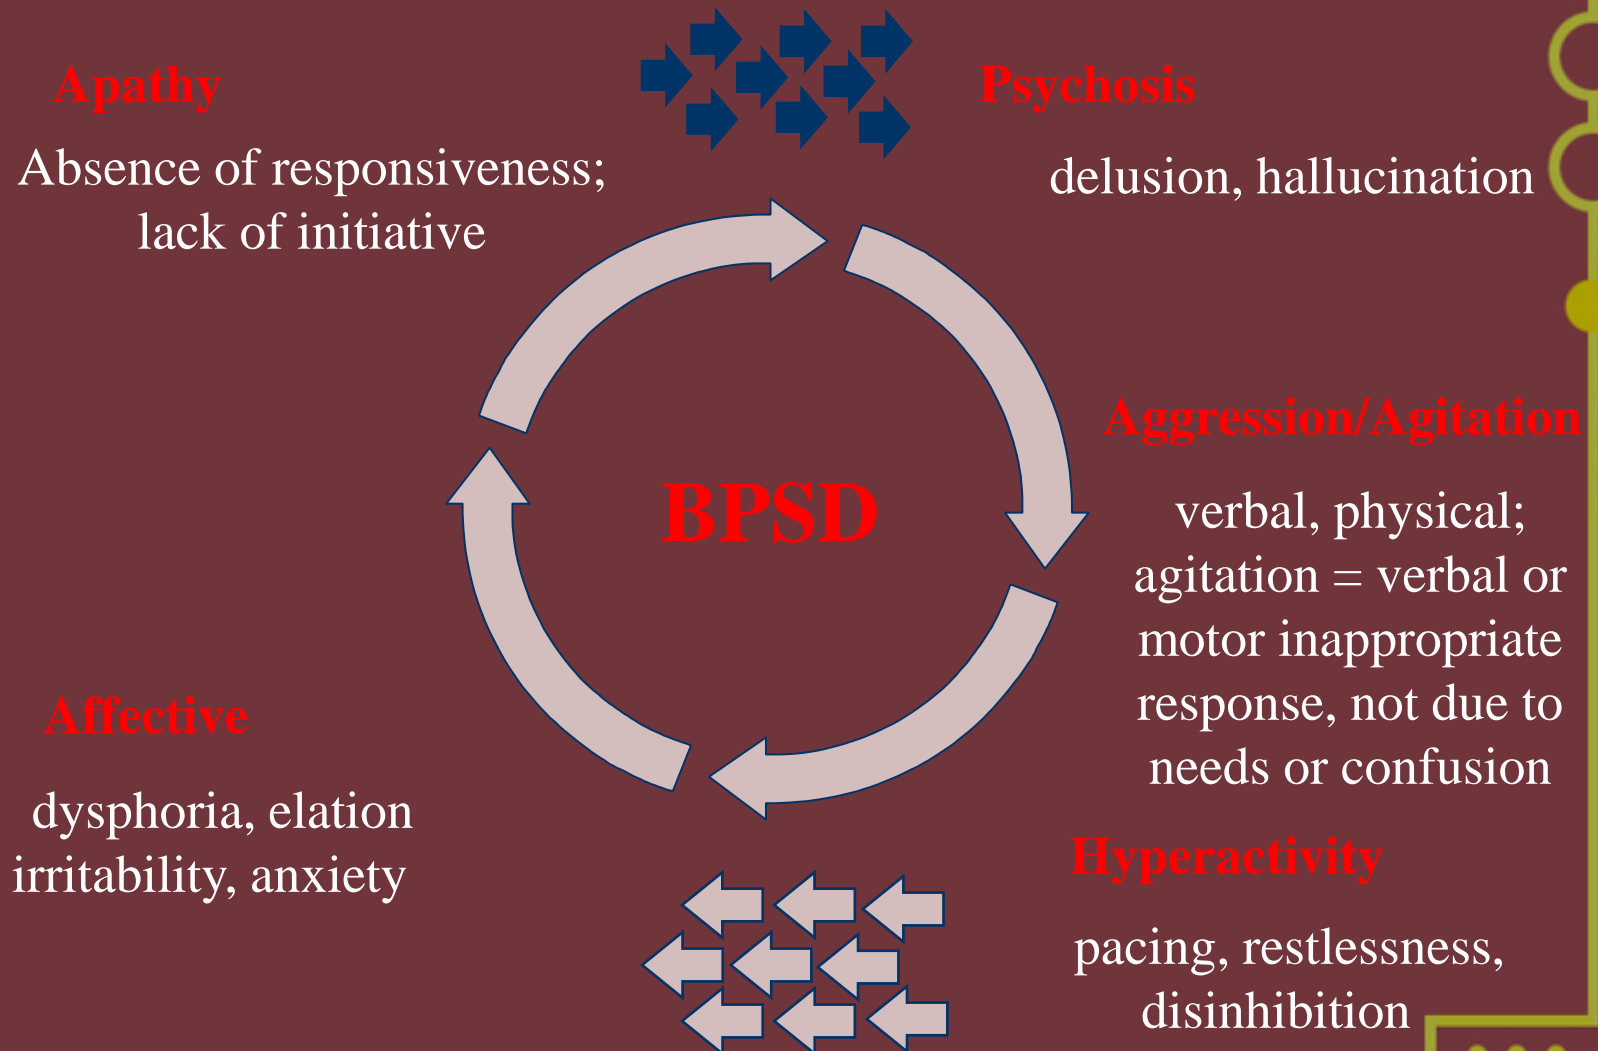 Apathy
Absence of responsiveness;
lack of initiative
Psychosis
delusion, hallucination
Aggression/Agitation
verbal, physical;
agitation = verbal or
motor inappropriate
response, not due to
needs or confusion
BPSD
Affective
dysphoria, elation
irritability, anxiety
Hyperactivity
pacing, restlessness,
disinhibition